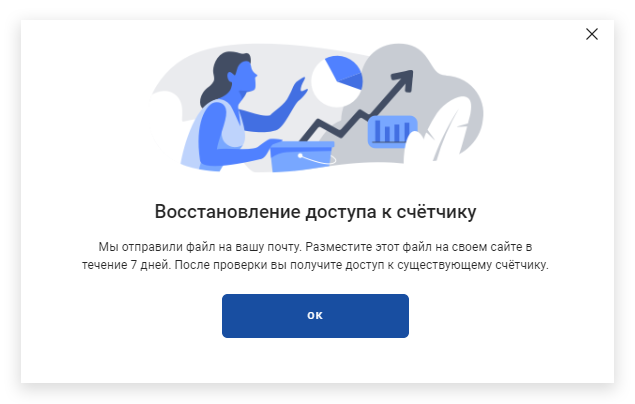 Восстановление доступа к счётчику
Мы отправили файл на вашу почту. Разместите этот файл на своем сайте в
течение 7 дней. После проверки вы получите доступ к существующему счётчику.
ОК